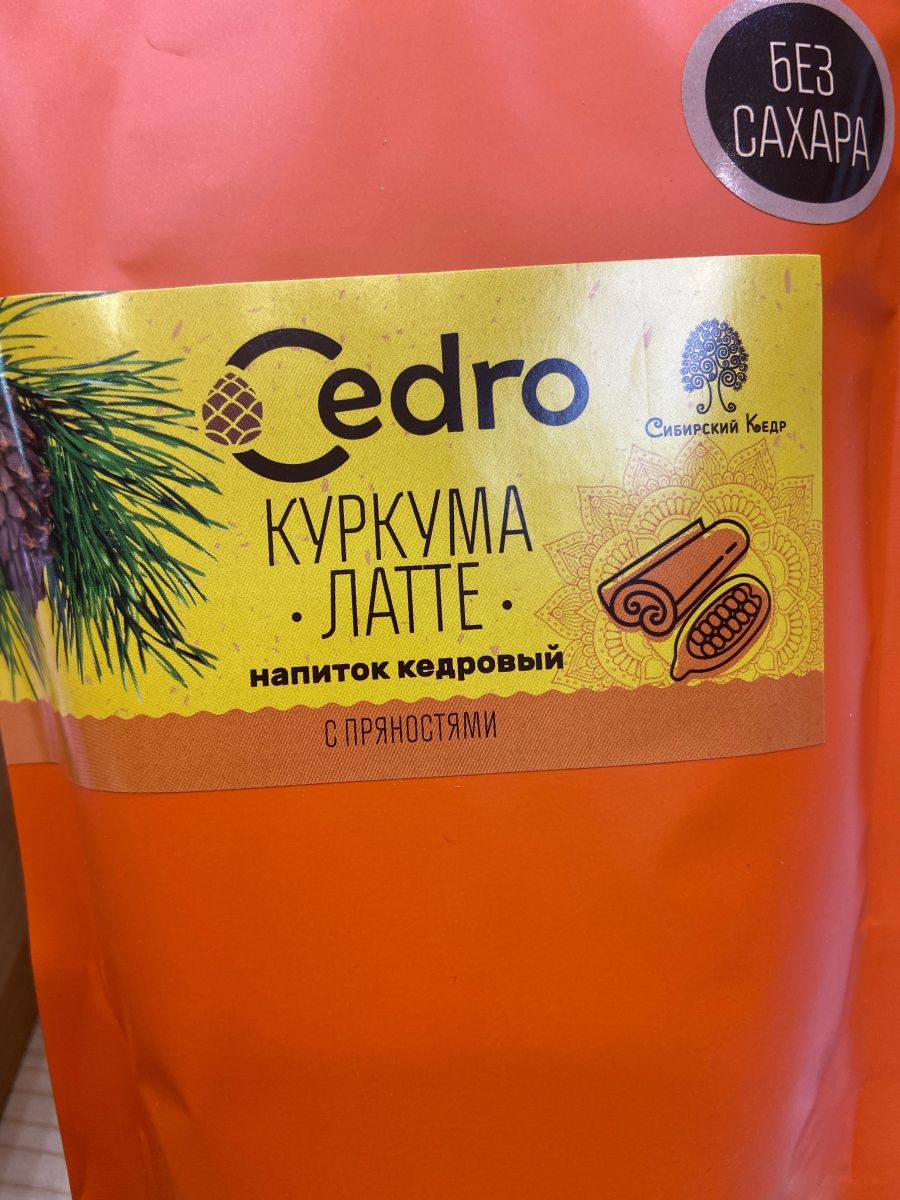 БЕЗ
САХАРА
Cedro
Сибирский Кедр
КУРКУМА
· ЛАТТЕ ·
напиток кедровый
С ПРЯНОСТЯМИ